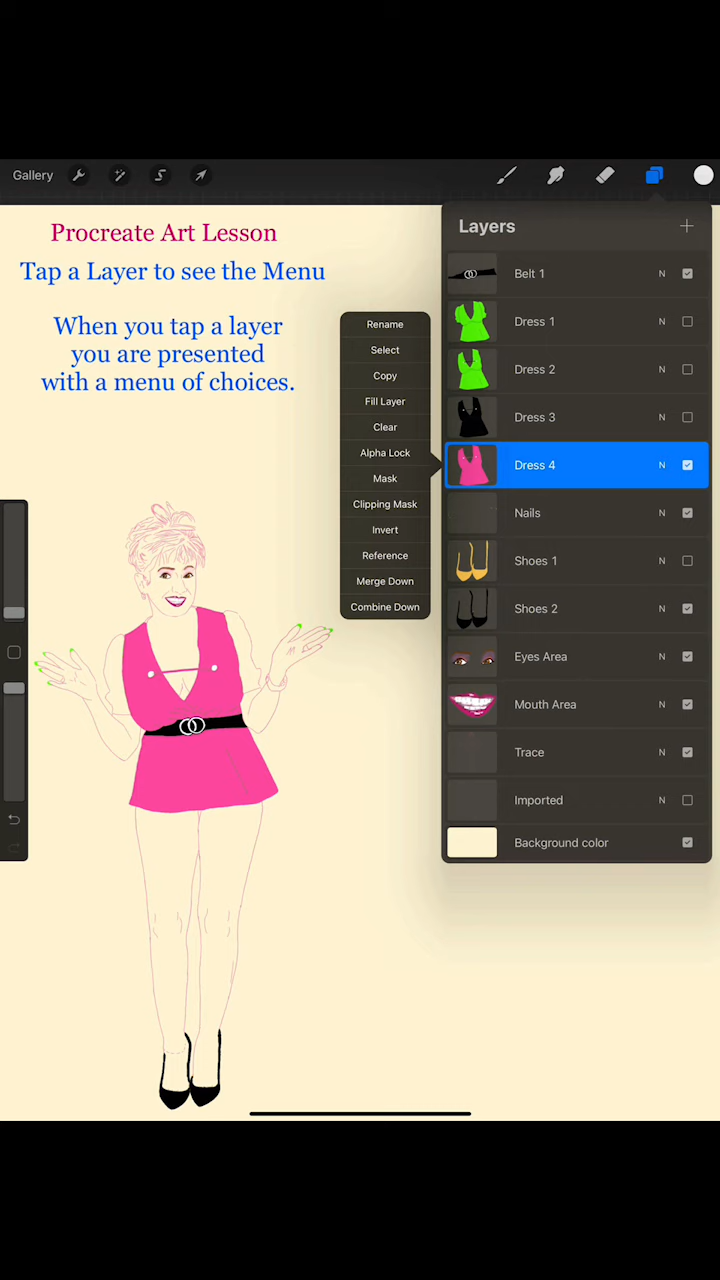 Gallery
Procreate Art Lesson
Tap a Layer to see the Menu
When you tap a layer
you are presented
with a menu of choices.
Rename
Select
Copy
Fill Layer
Clear
Alpha Lock
Mask
Clipping Mask
Invert
Reference
Merge Down
Combine Down
Layers
Belt 1 N
Dress 1 N
Dress 2 N
Dress 3 N
Dress 4 N
Nails N
Shoes 1 N
Shoes 2 N
Eyes Area N
Mouth Area N
Trace N
Imported N
Background color